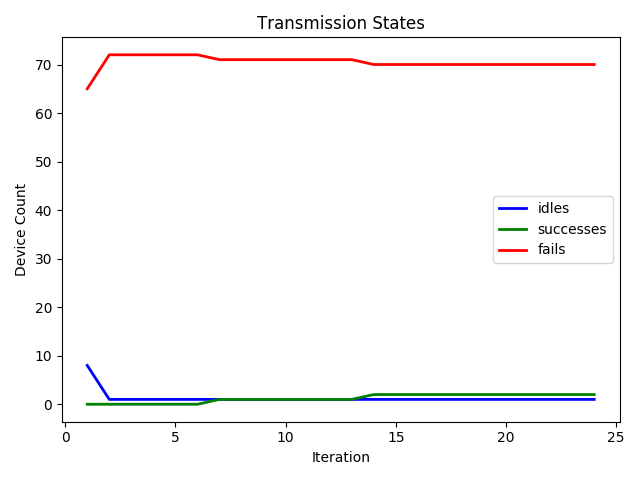 Transmission States
Device Count
70
60
50
40
30
20
10
0
idles
successes
fails
0 5 10 15 20 25
Iteration